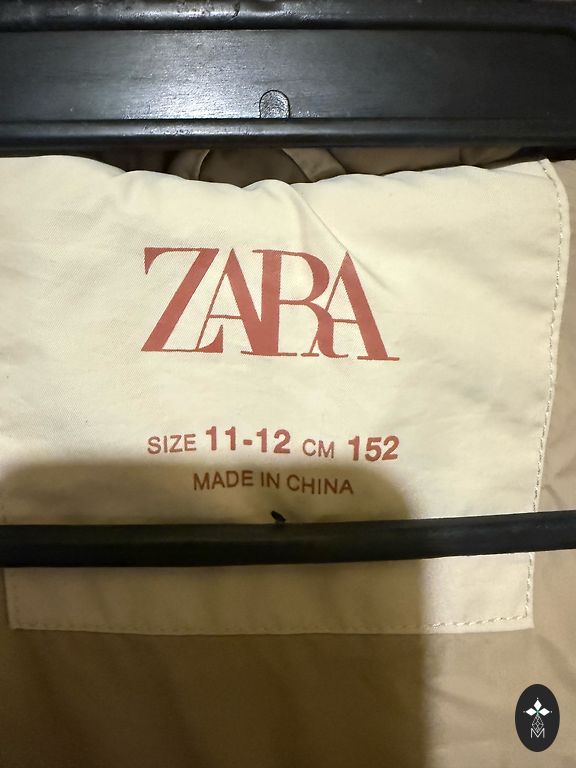 ZARA
SIZE 11-12 CM 152
MADE IN CHINA
M